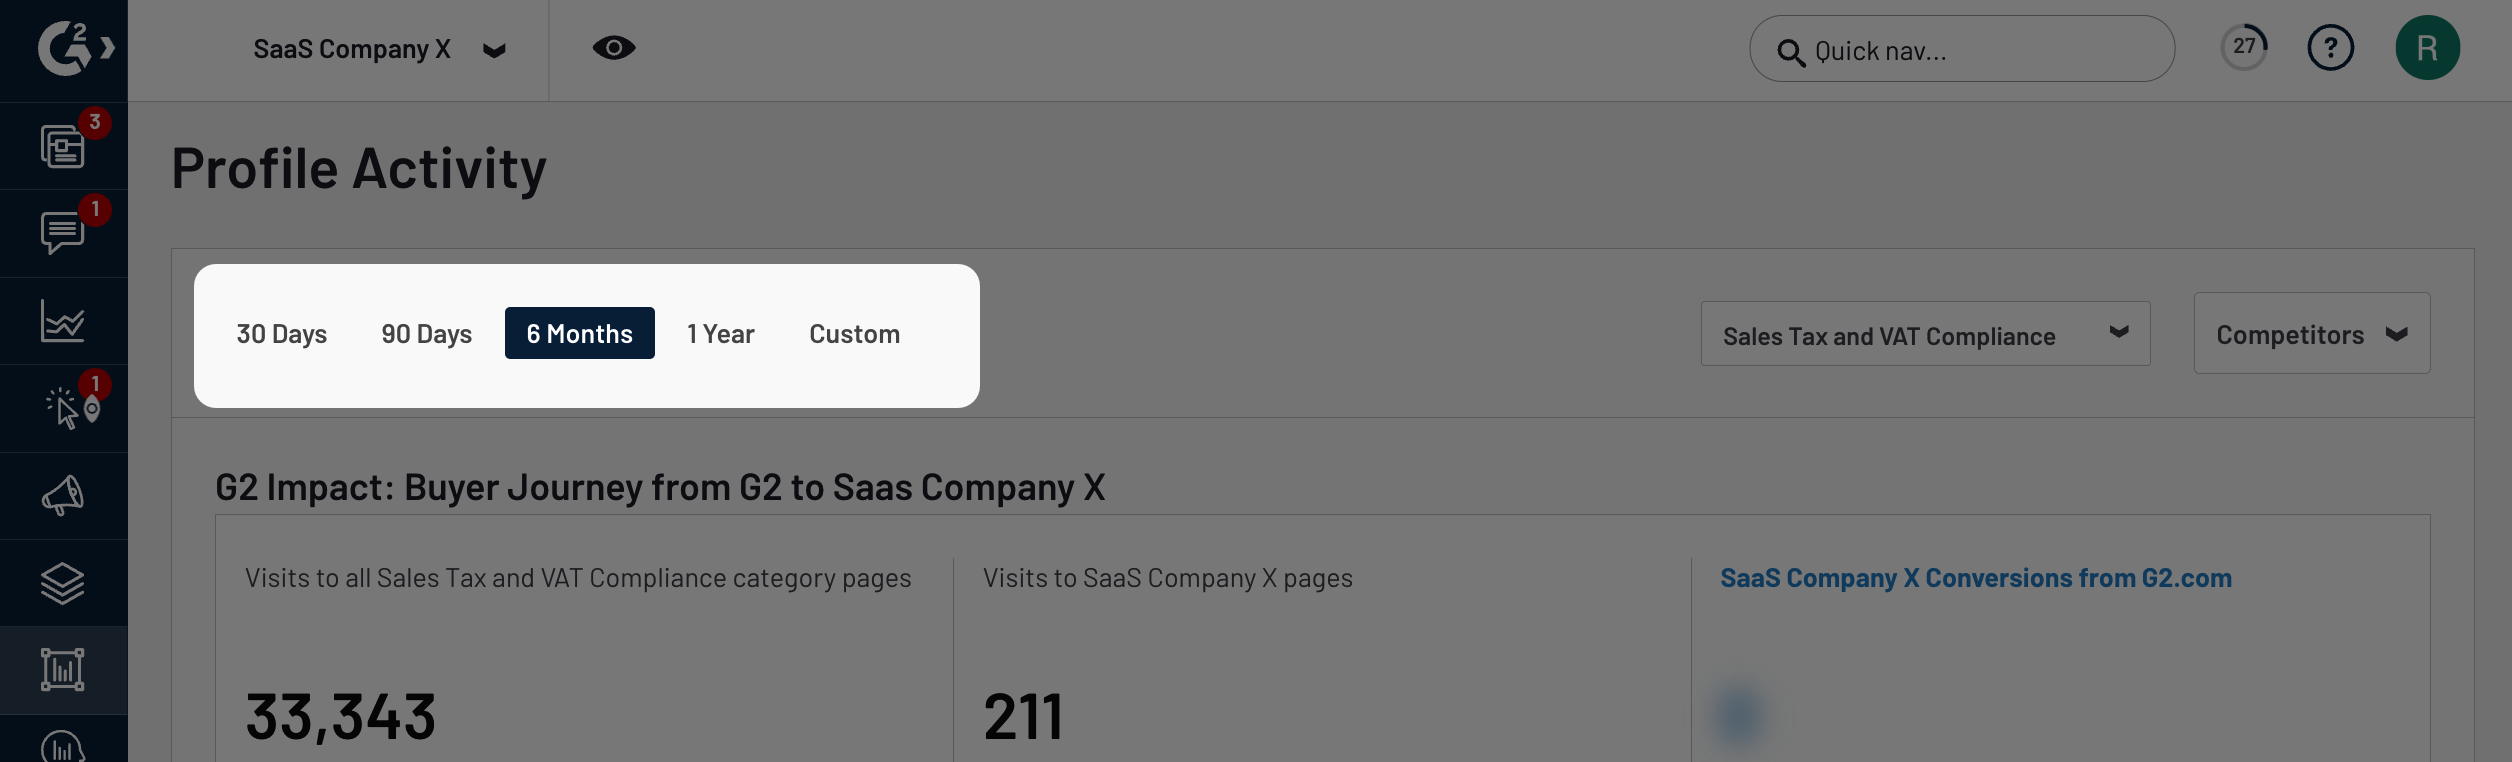 G2
SaaS Company X
Quick nav...
27
?
R
3
1
1
Profile Activity
30 Days 90 Days 6 Months 1 Year Custom
Sales Tax and VAT Compliance
Competitors
G2 Impact: Buyer Journey from G2 to Saas Company X
Visits to all Sales Tax and VAT Compliance category pages
33,343
Visits to SaaS Company X pages
211
SaaS Company X Conversions from G2.com